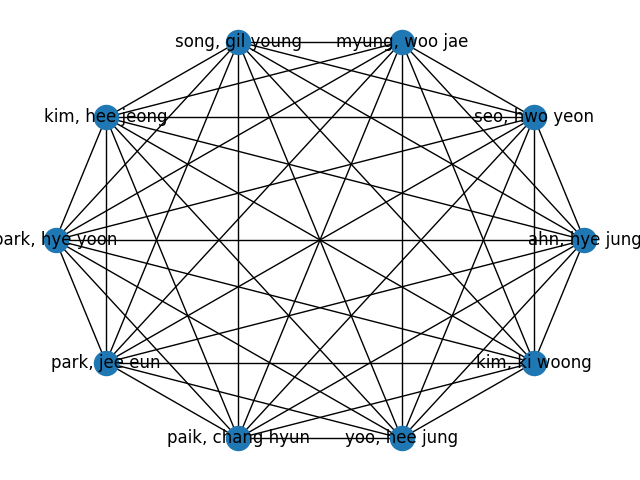 song, gil young
myung, woo jae
kim, hee jeong
seo, hwo yeon
park, hye yoon
ahn, hye jung
park, jee eun
kim, ki woong
paik, chang hyun
yoo, hee jung